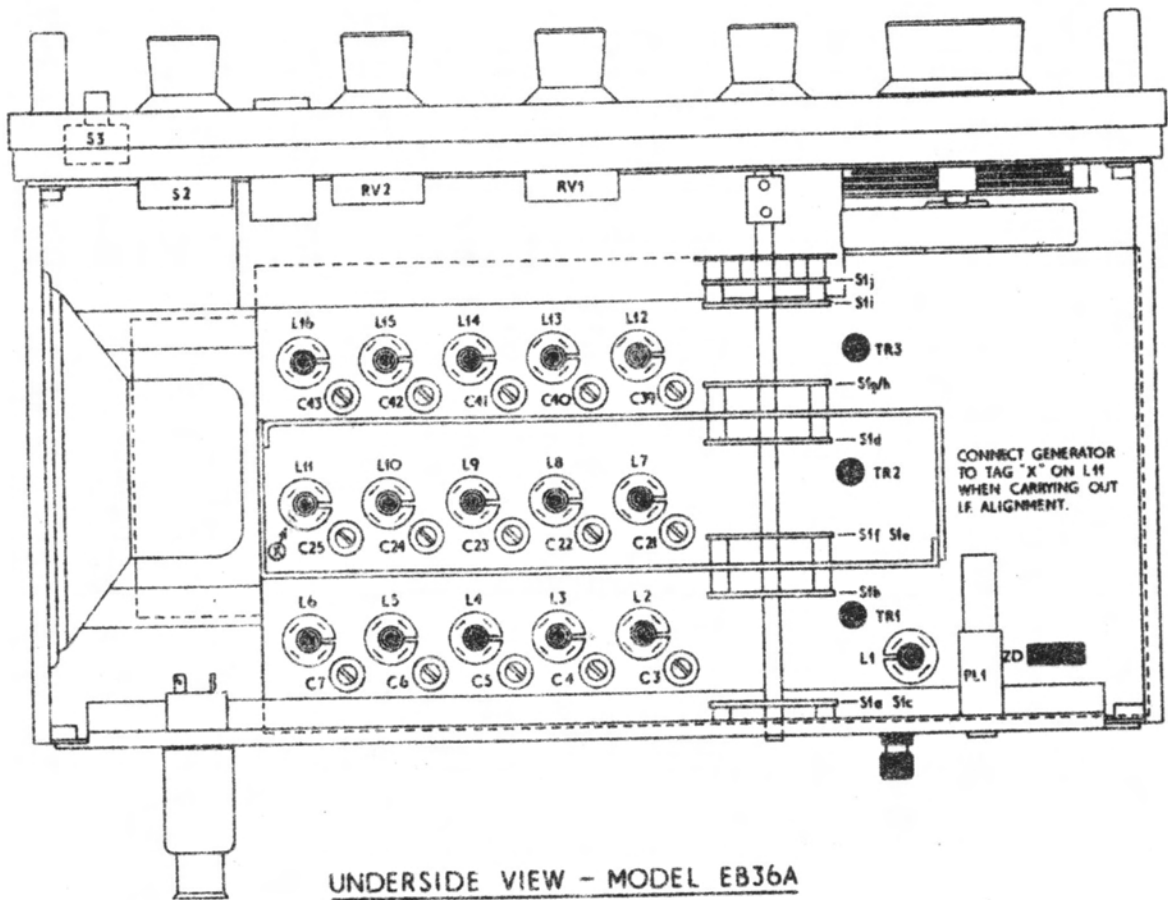 S3
S2
RV2
RV1
S1j
S1i
L16 L15 L14 L13 L12
TR3
S1g/h
C43 C42 C41 C40 C39
S1d
CONNECT GENERATOR
TO TAG "X" ON L11
WHEN CARRYING OUT
I.F. ALIGNMENT.
TR2
L11 L10 L9 L8 L7
S1f S1e
C25 C24 C23 C22 C21
S1b
L6 L5 L4 L3 L2
TR1
L1
ZD
PL1
C7 C6 C5 C4 C3
S1a S1c
UNDERSIDE VIEW - MODEL EB36A